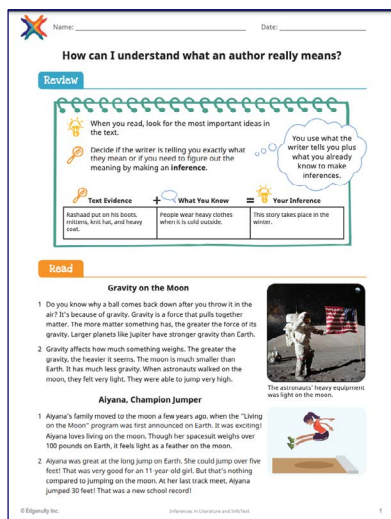 Name: Date:
How can I understand what an author really means?
Review
When you read, look for the most important ideas in
the text.
Decide if the writer is telling you exactly what
they mean or if you need to figure out the
meaning by making an inference.
You use what the
writer tells you plus
what you already
know to make
inferences.
Text Evidence + What You Know = Your Inference
Rashaad put on his boots,
mittens, knit hat, and heavy
coat.
People wear heavy clothes
when it is cold outside.
This story takes place in the
winter.
Read
Gravity on the Moon
1 Do you know why a ball comes back down after you throw it in the
air? It's because of gravity. Gravity is a force that pulls together
matter. The more matter something has, the greater the force of its
gravity. Larger planets like Jupiter have stronger gravity than Earth.
2 Gravity affects how much something weighs. The greater the
gravity, the heavier it seems. The moon is much smaller than
Earth. It has much less gravity. When astronauts walked on the
moon, they felt very light. They were able to jump very high.
The astronauts' heavy equipment
was light on the moon.
Aiyana, Champion Jumper
1 Aiyana's family moved to the moon a few years ago, when the "Living
on the Moon" program was first announced on Earth. It was exciting!
Aiyana loves living on the moon. Though her spacesuit weighs over
100 pounds on Earth, it feels light as a feather on the moon.
2 Aiyana was great at the long jump on Earth. She could jump over five
feet! That was very good for an 11-year-old girl. But that's nothing
compared to jumping on the moon. At her last track meet, Aiyana
jumped 30 feet! That was a new school record!
© Edgenuity Inc.
Inferences in Literature and InfoText
1